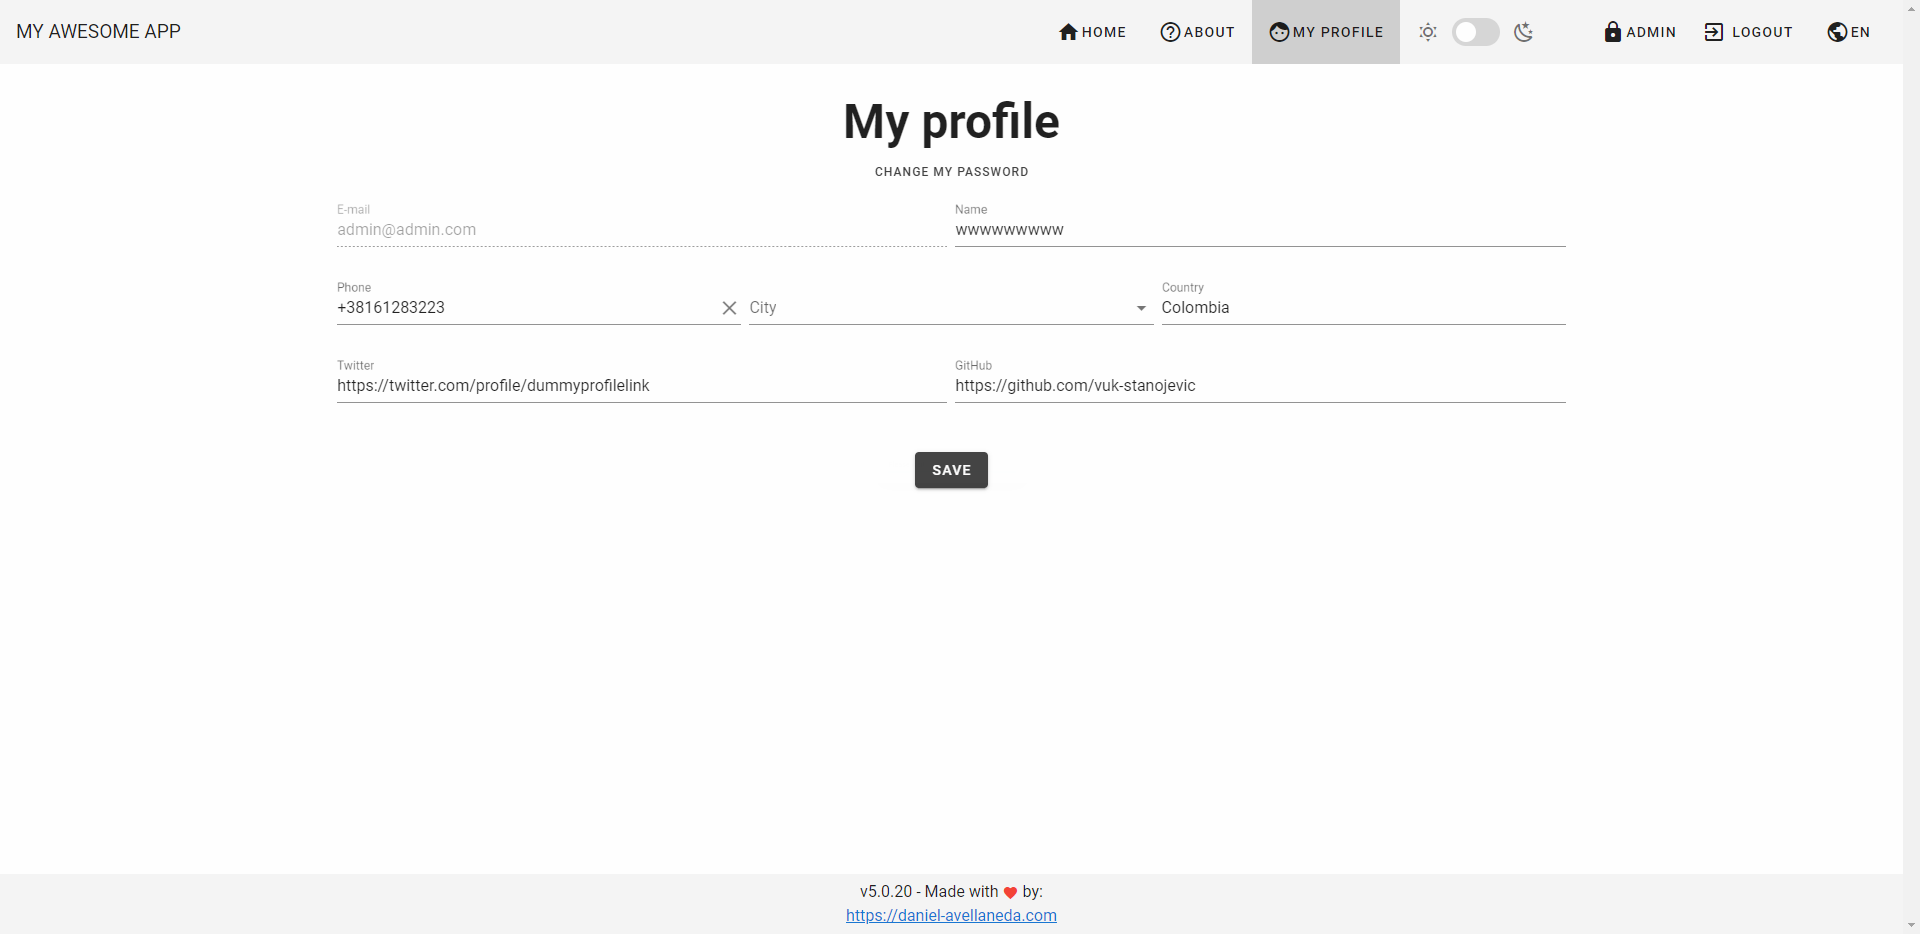 MY AWESOME APP
HOME
ABOUT
MY PROFILE
ADMIN
LOGOUT
EN
My profile
CHANGE MY PASSWORD
E-mail
admin@admin.com
Name
wwwwwwwww
Phone
+38161283223
City
Country
Colombia
Twitter
https://twitter.com/profile/dummyprofilelink
GitHub
https://github.com/vuk-stanojevic
SAVE
v5.0.20 - Made with ❤ by:
https://daniel-avellaneda.com